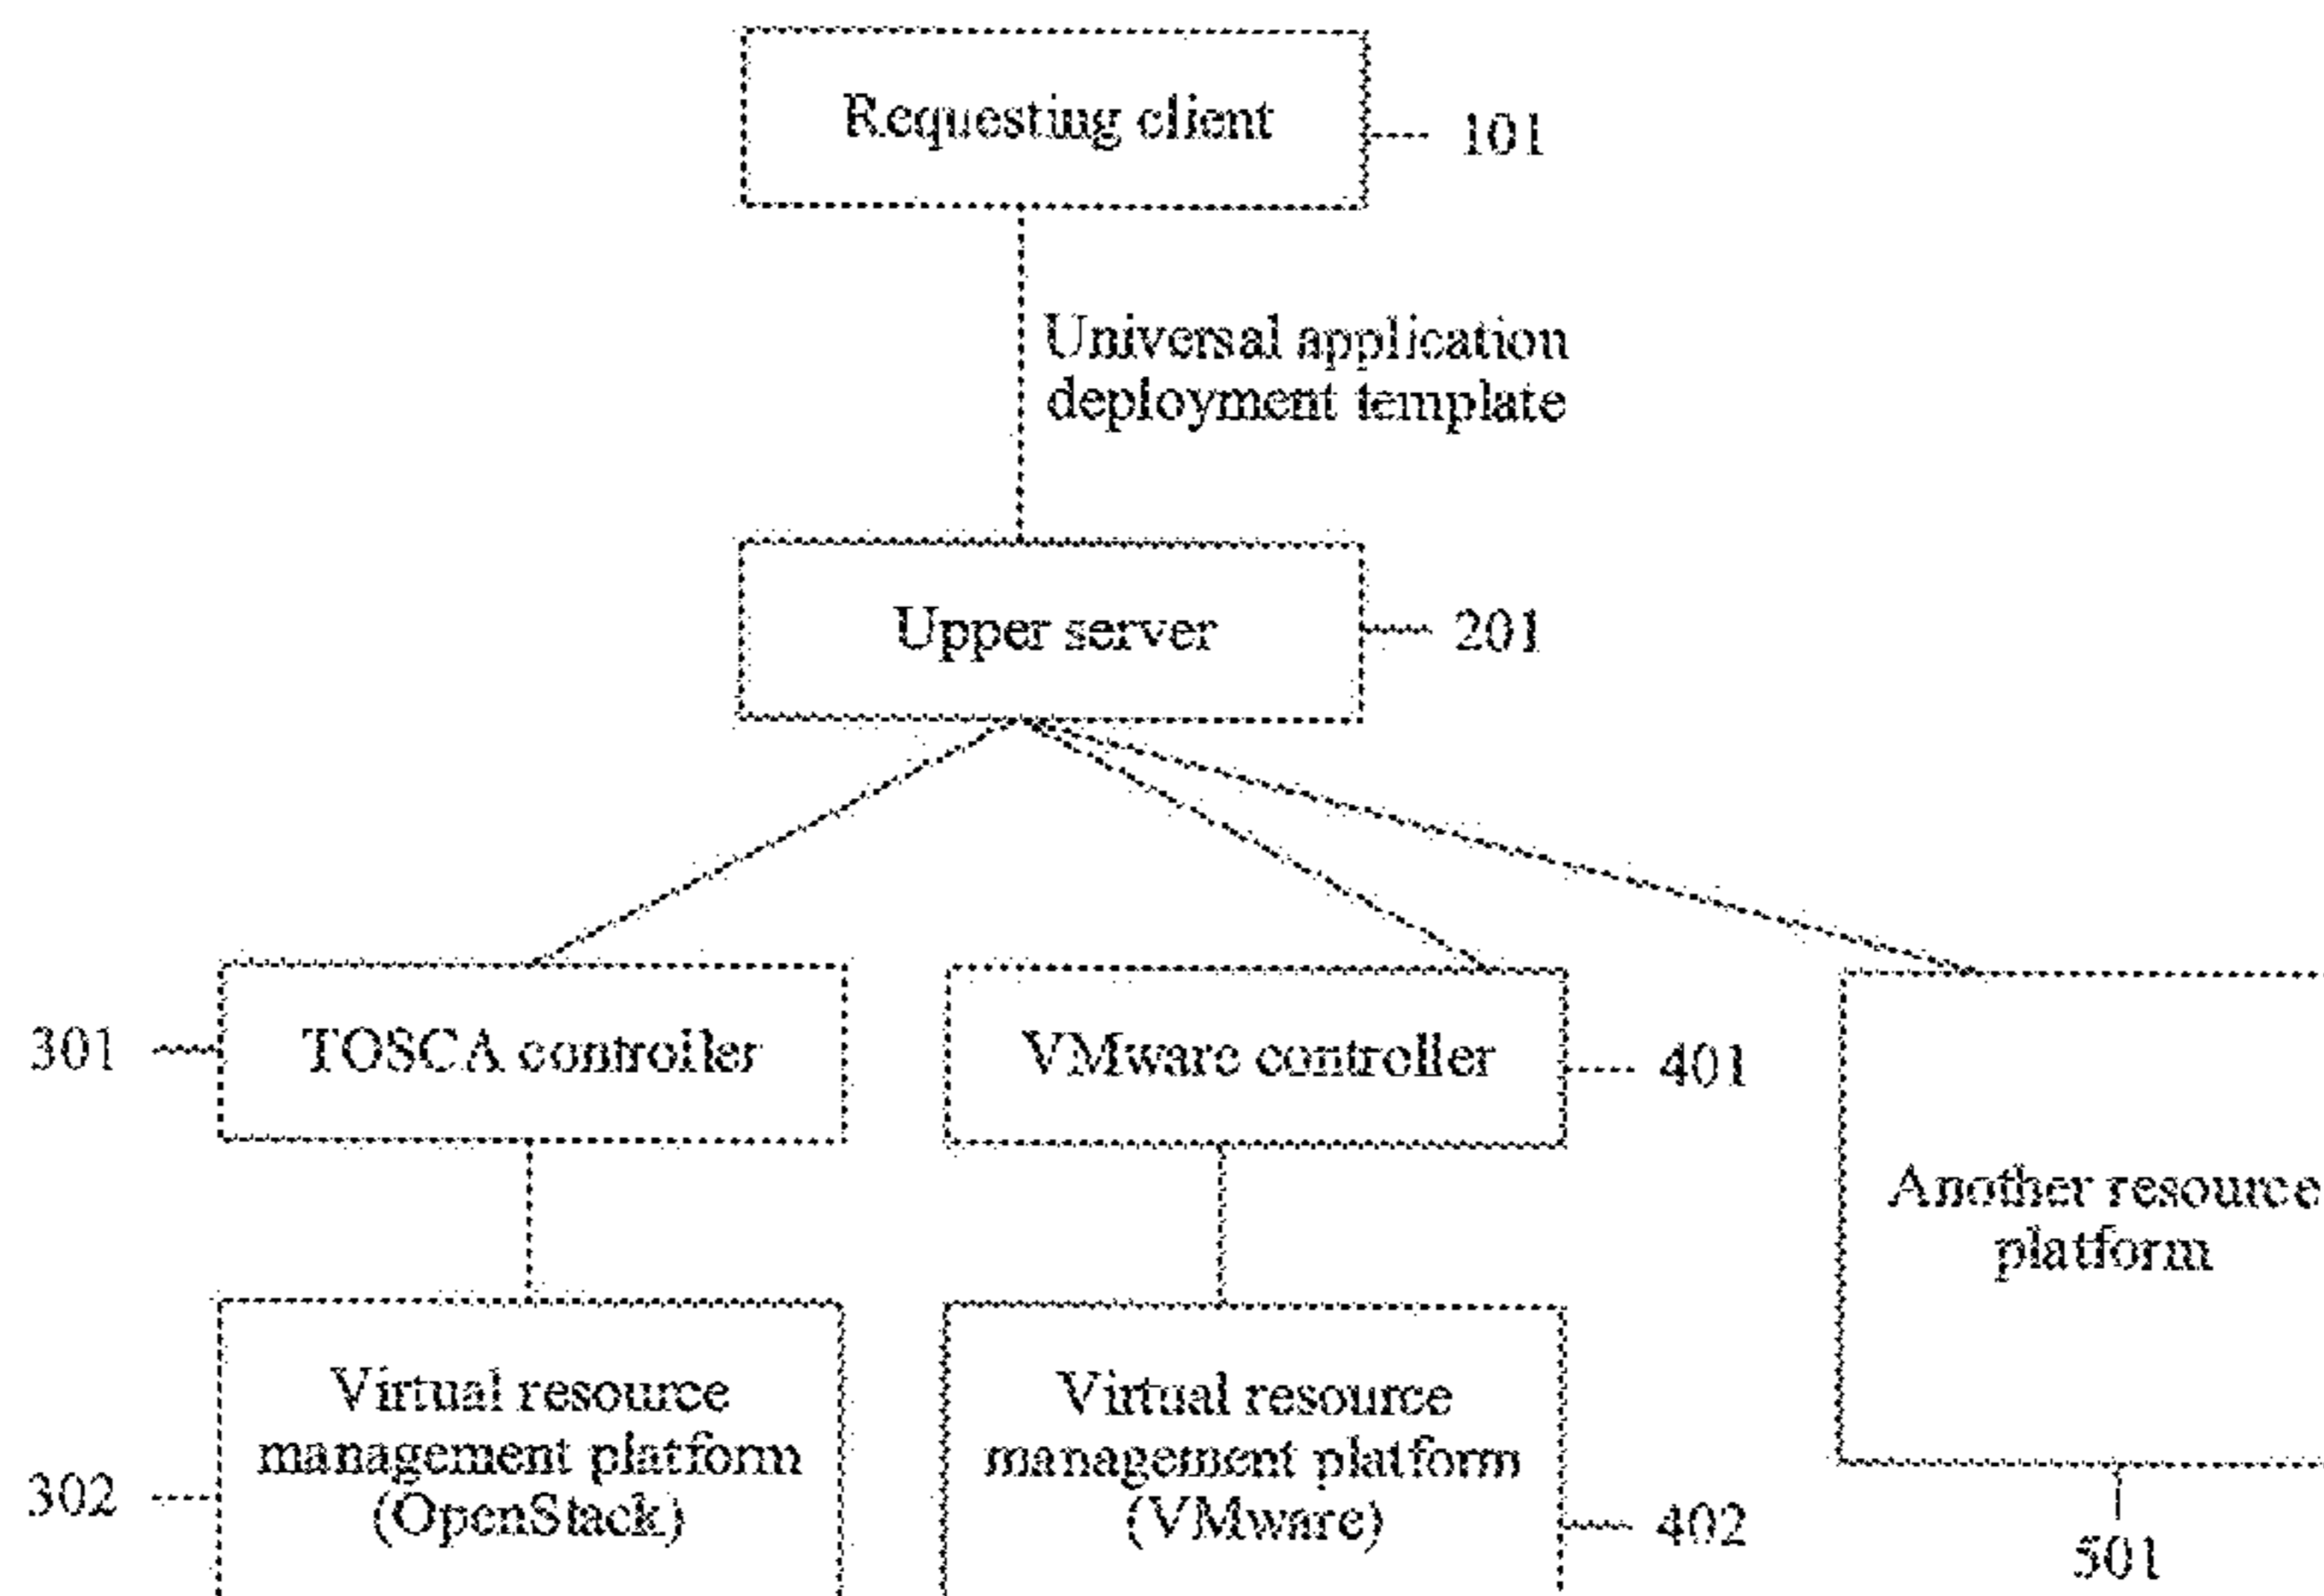 Requesting client
101
Universal application
deployment template
Upper server
201
301
TOSCA controller
VMware controller
401
Another resource
platform
Virtual resource
management platform
(OpenStack)
302
Virtual resource
management platform
(VMware)
402
501